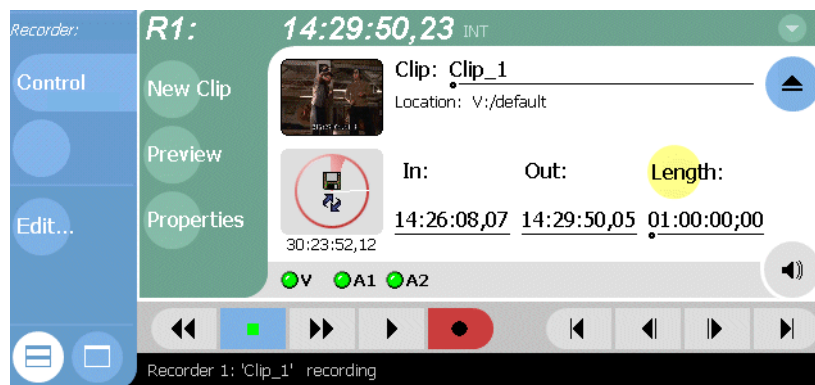 Recorder:
R1: 14:29:50,23 INT
Control
New Clip
Clip: Clip_1
Location: V:/default
Preview
In: Out: Length:
Edit...
Properties
14:26:08,07 14:29:50,05 01:00:00;00
30:23:52,12
V A1 A2
Recorder 1: 'Clip_1' recording